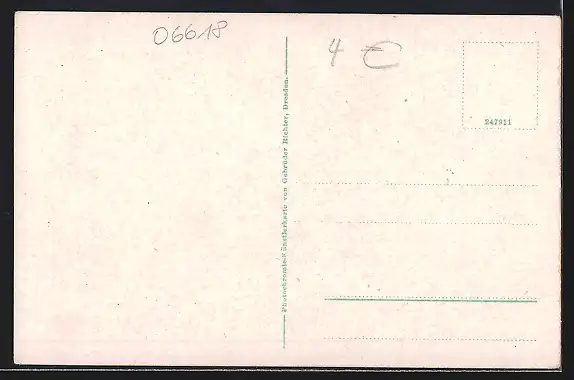 06618
4 €
247911
Photochromie-Künstlerkarte von Gebrüder Richter, Dresden.